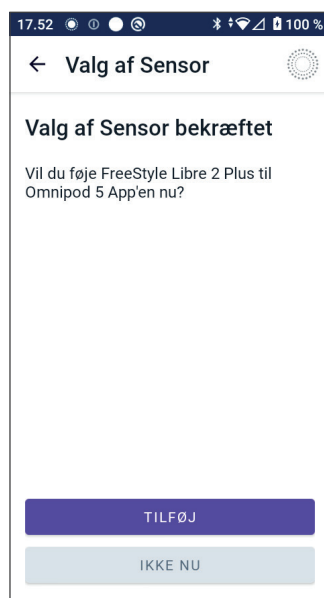 17.52 100 %
Valg af Sensor
Valg af Sensor bekræftet
Vil du føje FreeStyle Libre 2 Plus til
Omnipod 5 App'en nu?
TILFØJ
IKKE NU